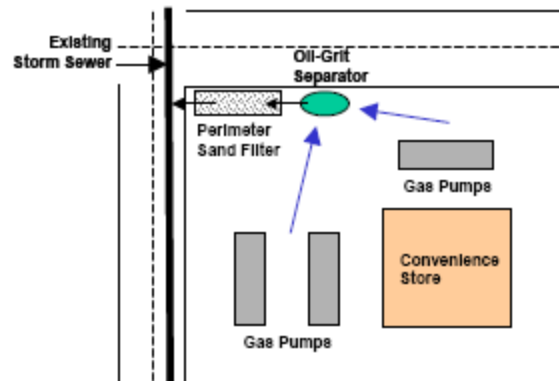 Existing
Storm Sewer
Oil-Grit
Separator
Perimeter
Sand Filter
Gas Pumps
Convenience
Store
Gas Pumps